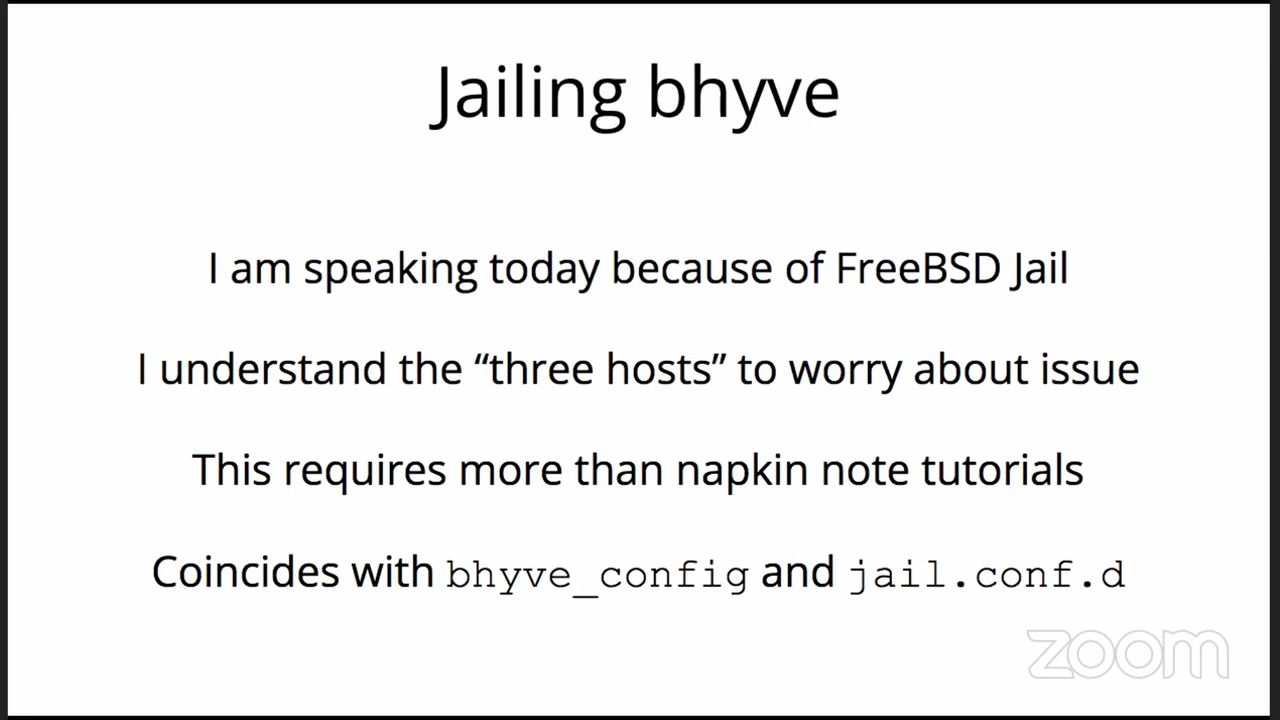 Jailing bhyve
I am speaking today because of FreeBSD Jail
I understand the “three hosts” to worry about issue
This requires more than napkin note tutorials
Coincides with bhyve_config and jail.conf.d
zoom